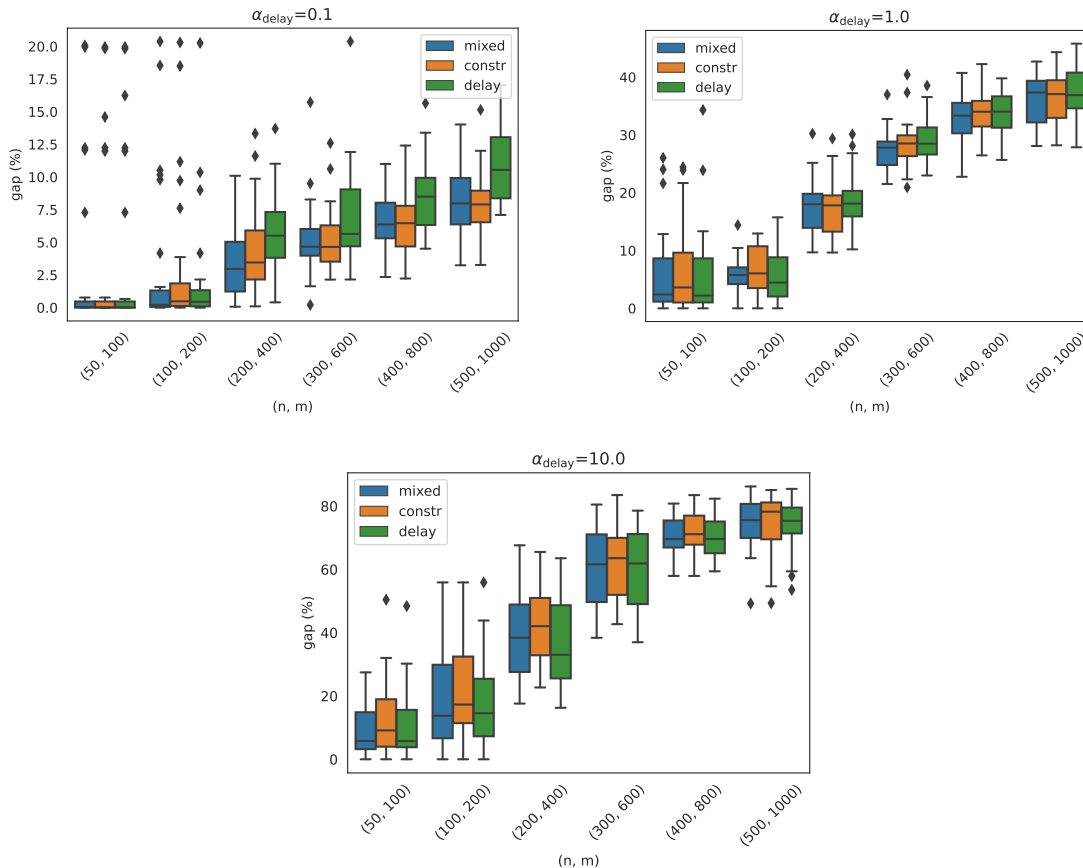 α_delay=0.1
gap (%)
20.0
17.5
15.0
12.5
10.0
7.5
5.0
2.5
0.0
mixed
constr
delay
(50, 100)
(100, 200)
(200, 400)
(300, 600)
(400, 800)
(500, 1000)
(n, m)
α_delay=1.0
gap (%)
40
30
20
10
0
mixed
constr
delay
(50, 100)
(100, 200)
(200, 400)
(300, 600)
(400, 800)
(500, 1000)
(n, m)
α_delay=10.0
gap (%)
80
60
40
20
0
mixed
constr
delay
(50, 100)
(100, 200)
(200, 400)
(300, 600)
(400, 800)
(500, 1000)
(n, m)